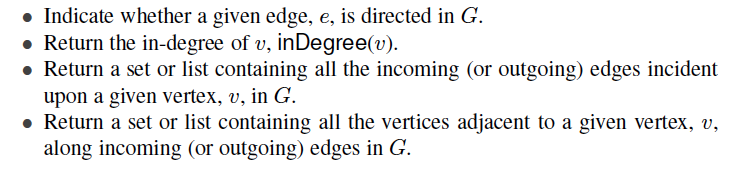 • Indicate whether a given edge, e, is directed in G.
• Return the in-degree of v, inDegree(v).
• Return a set or list containing all the incoming (or outgoing) edges incident
upon a given vertex, v, in G.
• Return a set or list containing all the vertices adjacent to a given vertex, v,
along incoming (or outgoing) edges in G.